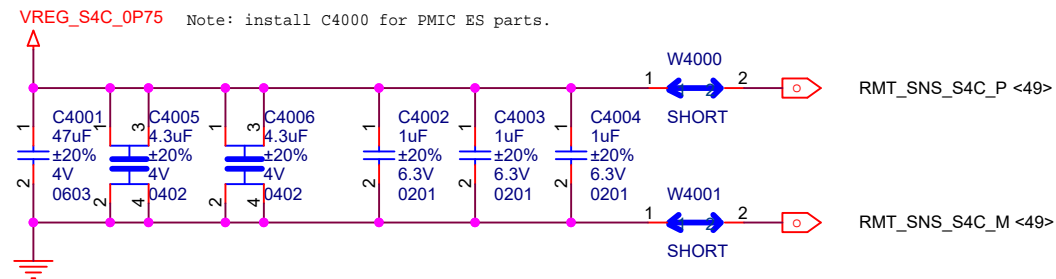 VREG_S4C_0P75 Note: install C4000 for PMIC ES parts.
W4000
1 2
RMT_SNS_S4C_P <49>
SHORT
C4001 C4005 C4006 C4002 C4003 C4004
1 1 3 1 3 1 1 1
47uF 4.3uF 4.3uF 1uF 1uF 1uF
±20% ±20% ±20% ±20% ±20% ±20%
4V 4V 4V 6.3V 6.3V 6.3V
2 2 4 2 4 2 2 2
0603 0402 0402 0201 0201 0201
W4001
1 2
RMT_SNS_S4C_M <49>
SHORT